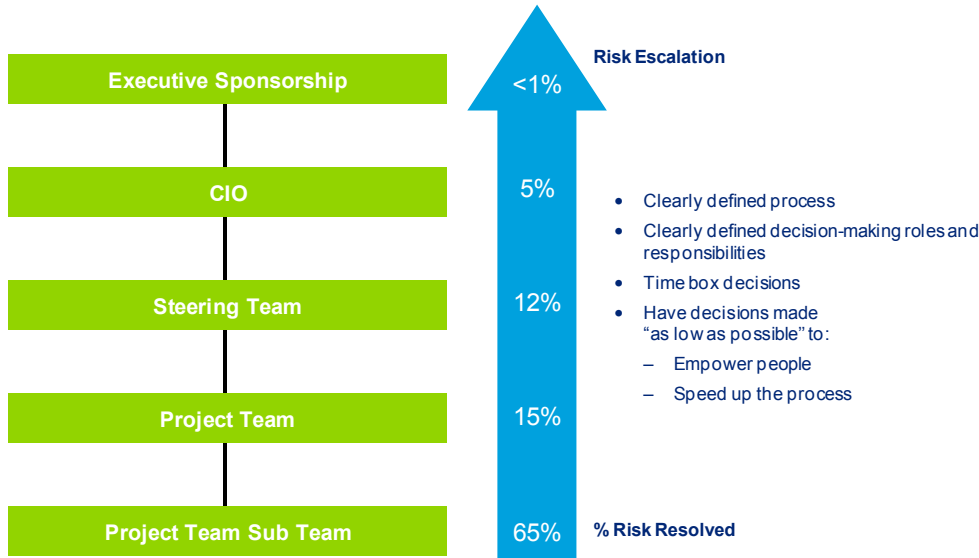 Executive Sponsorship
CIO
Steering Team
Project Team
Project Team Sub Team
<1%
5%
12%
15%
65%
Risk Escalation
• Clearly defined process
• Clearly defined decision-making roles and
responsibilities
• Time box decisions
• Have decisions made
“as low as possible” to:
– Empower people
– Speed up the process
% Risk Resolved